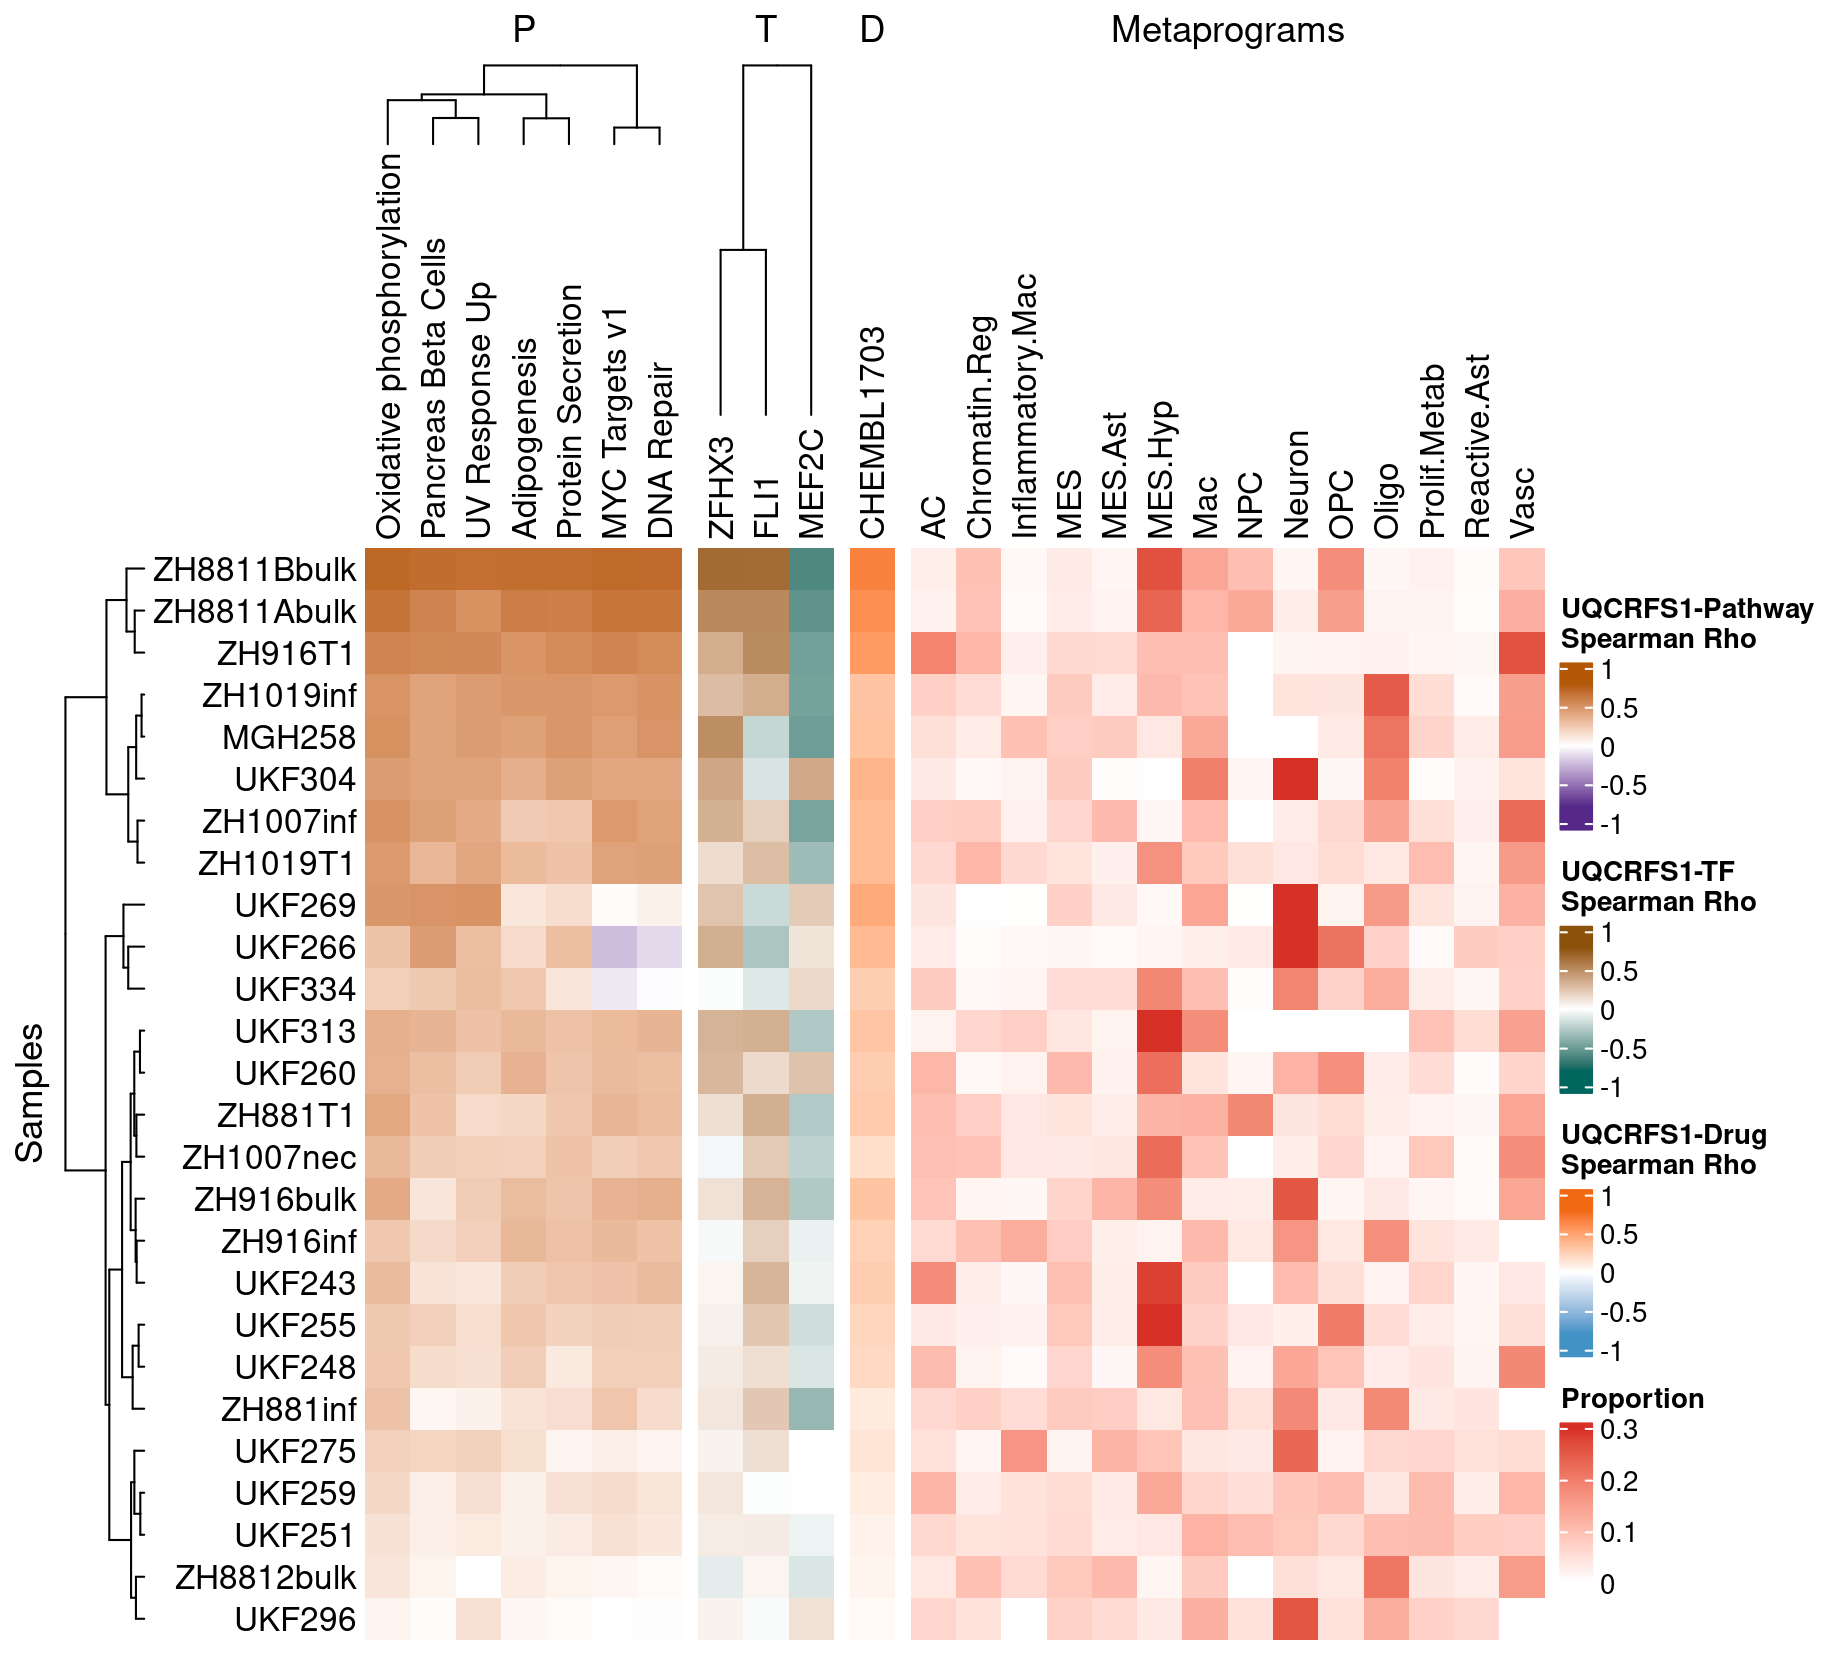 P
T
D
Metaprograms
Oxidative phosphorylation
Pancreas Beta Cells
UV Response Up
Adipogenesis
Protein Secretion
MYC Targets v1
DNA Repair
ZFHX3
FLI1
MEF2C
CHEMBL1703
AC
Chromatin.Reg
Inflammatory.Mac
MES
MES.Ast
MES.Hyp
Mac
NPC
Neuron
OPC
Oligo
Prolif.Metab
Reactive.Ast
Vasc
Samples
ZH8811Bbulk
ZH8811Abulk
ZH916T1
ZH1019inf
MGH258
UKF304
ZH1007inf
ZH1019T1
UKF269
UKF266
UKF334
UKF313
UKF260
ZH881T1
ZH1007nec
ZH916bulk
ZH916inf
UKF243
UKF255
UKF248
ZH881inf
UKF275
UKF259
UKF251
ZH8812bulk
UKF296
UQCRFS1-Pathway
Spearman Rho
1
0.5
0
-0.5
-1
UQCRFS1-TF
Spearman Rho
1
0.5
0
-0.5
-1
UQCRFS1-Drug
Spearman Rho
1
0.5
0
-0.5
-1
Proportion
0.3
0.2
0.1
0